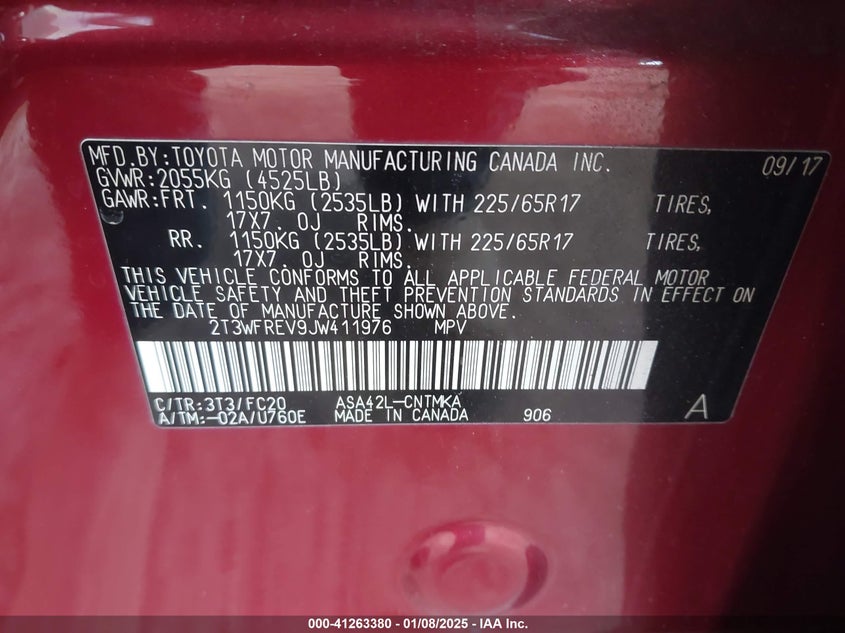 MFD.BY:TOYOTA MOTOR MANUFACTURING CANADA INC. 09/17
GVWR:2055KG (4525LB)
GAWR:FRT. 1150KG (2535LB) WITH 225/65R17 TIRES,
17X7.0J RIMS.
RR. 1150KG (2535LB) WITH 225/65R17 TIRES,
17X7.0J RIMS.
THIS VEHICLE CONFORMS TO ALL APPLICABLE FEDERAL MOTOR
VEHICLE SAFETY AND THEFT PREVENTION STANDARDS IN EFFECT ON
THE DATE OF MANUFACTURE SHOWN ABOVE.
2T3WFREV9JW411976 MPV
C/TR:3T3/FC20 ASA42L-CNTMKA
A/TM:-02A/U760E MADE IN CANADA 906 A
000-41263380 - 01/08/2025 - IAA Inc.